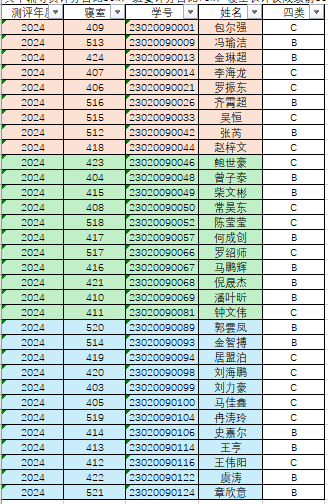 测评年度 寝室 学号 姓名 四类
2024 409 23020090001 包尔强 C
2024 513 23020090009 冯瑜洁 C
2024 424 23020090013 金琳超 B
2024 407 23020090014 李海龙 C
2024 406 23020090021 罗振东 C
2024 516 23020090026 齐霄超 B
2024 515 23020090033 吴恒 C
2024 512 23020090042 张芮 B
2024 418 23020090044 赵梓文 C
2024 423 23020090046 鲍世豪 C
2024 404 23020090048 曾子泰 B
2024 415 23020090049 柴文彬 B
2024 408 23020090050 常昊东 C
2024 518 23020090052 陈莹莹 C
2024 417 23020090057 何成创 B
2024 517 23020090066 罗绍师 C
2024 416 23020090067 马鹏辉 B
2024 421 23020090068 倪晟杰 B
2024 410 23020090069 潘叶昕 B
2024 411 23020090081 钟文伟 C
2024 520 23020090089 郭雲凤 B
2024 514 23020090093 金智搏 B
2024 419 23020090094 居盟泊 C
2024 420 23020090098 刘海鹏 C
2024 403 23020090099 刘力豪 C
2024 405 23020090100 马佳鑫 C
2024 519 23020090104 冉涛玲 C
2024 414 23020090106 史嘉尔 B
2024 413 23020090114 王亨 B
2024 412 23020090116 王伟阳 C
2024 422 23020090122 虞涛 B
2024 521 23020090124 章欣意 B